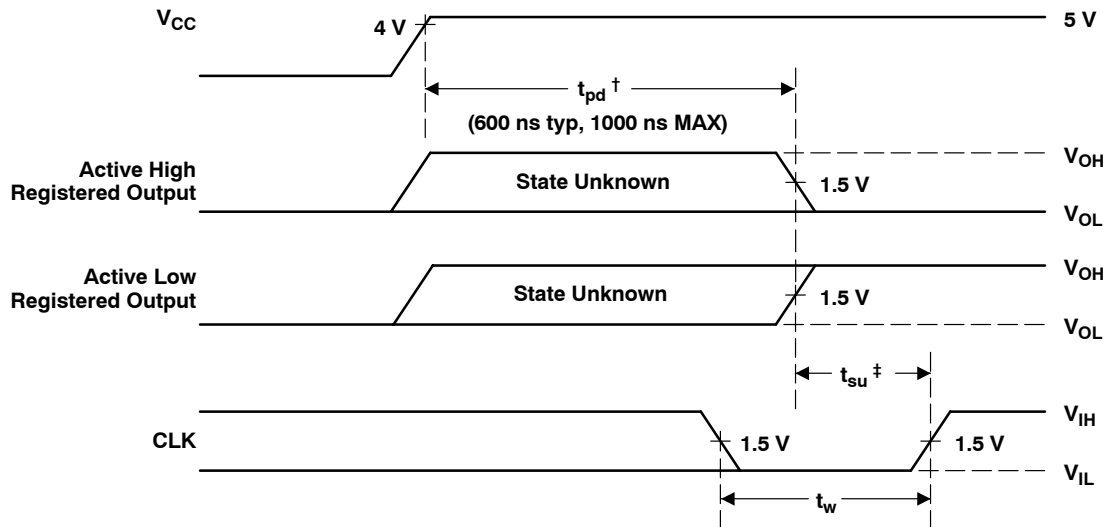 VCC
4 V
5 V
tpd †
(600 ns typ, 1000 ns MAX)
Active High
Registered Output
State Unknown
1.5 V
VOH
VOL
Active Low
Registered Output
State Unknown
1.5 V
VOH
VOL
tsu ‡
CLK
1.5 V
1.5 V
VIH
VIL
tw